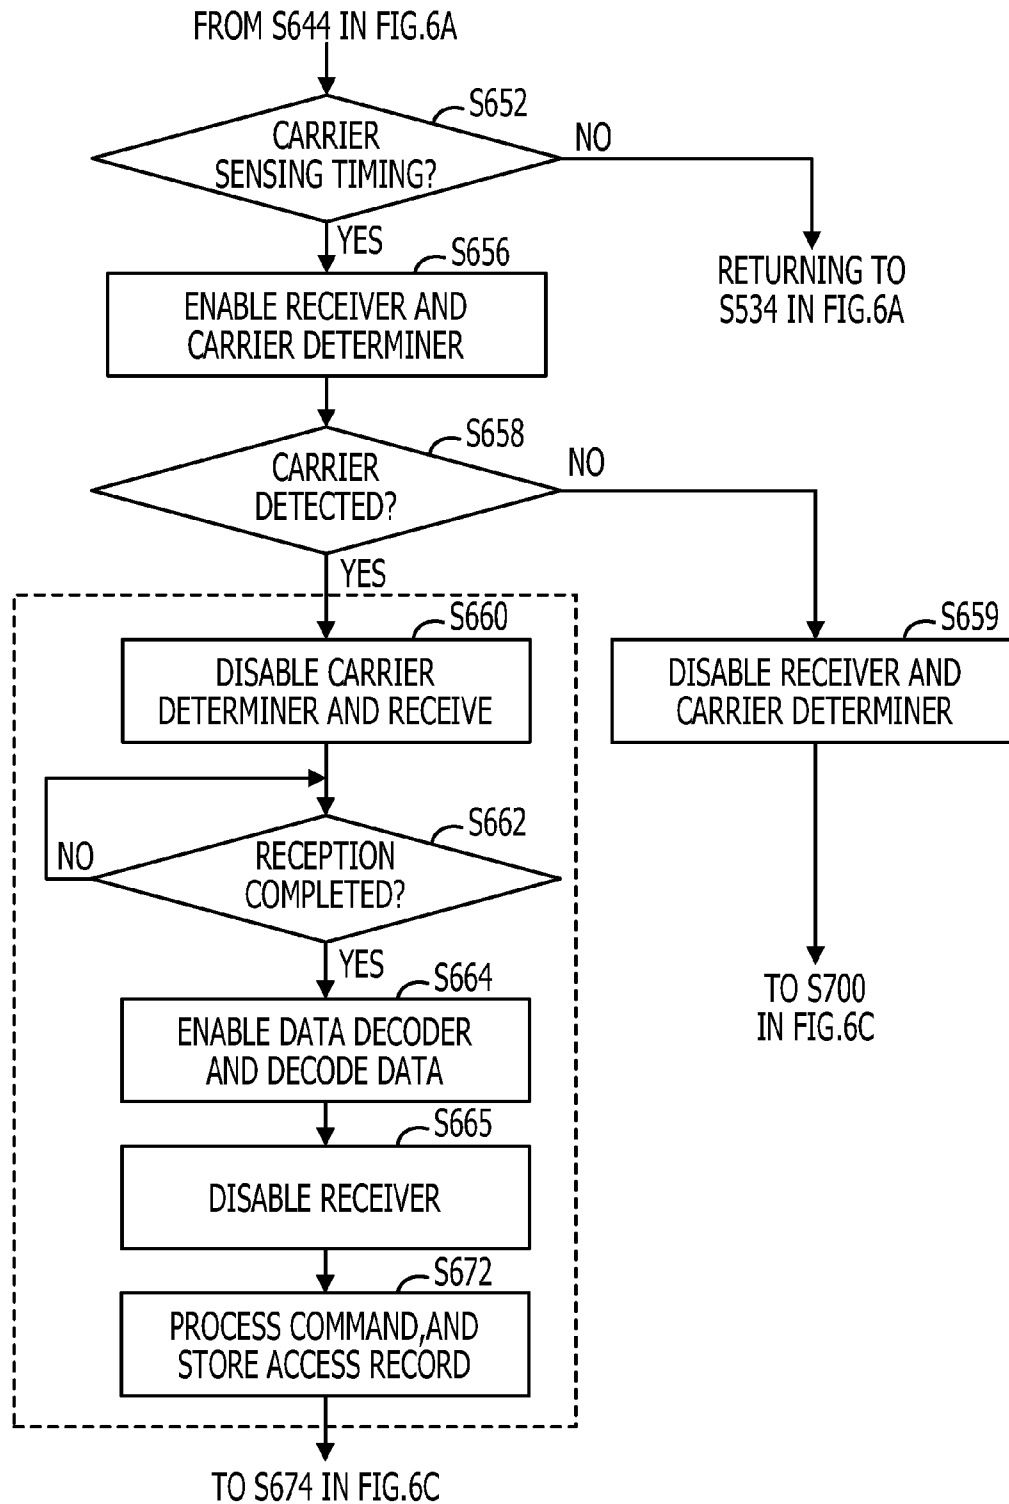 FROM S644 IN FIG.6A
S652
CARRIER
SENSING TIMING?
NO
YES
RETURNING TO
S534 IN FIG.6A
S656
ENABLE RECEIVER AND
CARRIER DETERMINER
S658
CARRIER
DETECTED?
NO
YES
S660
DISABLE CARRIER
DETERMINER AND RECEIVE
S659
DISABLE RECEIVER AND
CARRIER DETERMINER
S662
RECEPTION
COMPLETED?
NO
YES
TO S700
IN FIG.6C
S664
ENABLE DATA DECODER
AND DECODE DATA
S665
DISABLE RECEIVER
S672
PROCESS COMMAND,AND
STORE ACCESS RECORD
TO S674 IN FIG.6C